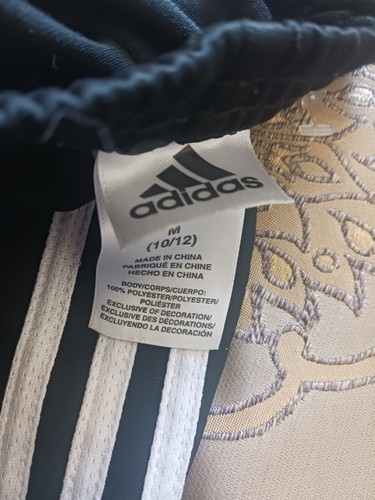 adidas
M
(10/12)
MADE IN CHINA
FABRIQUÉ EN CHINE
HECHO EN CHINA
BODY/CORPS/CUERPO:
100% POLYESTER/POLYESTER/
POLIÉSTER
EXCLUSIVE OF DECORATION/
EXCLUSIVE DES DÉCORATIONS/
EXCLUYENDO LA DECORACIÓN